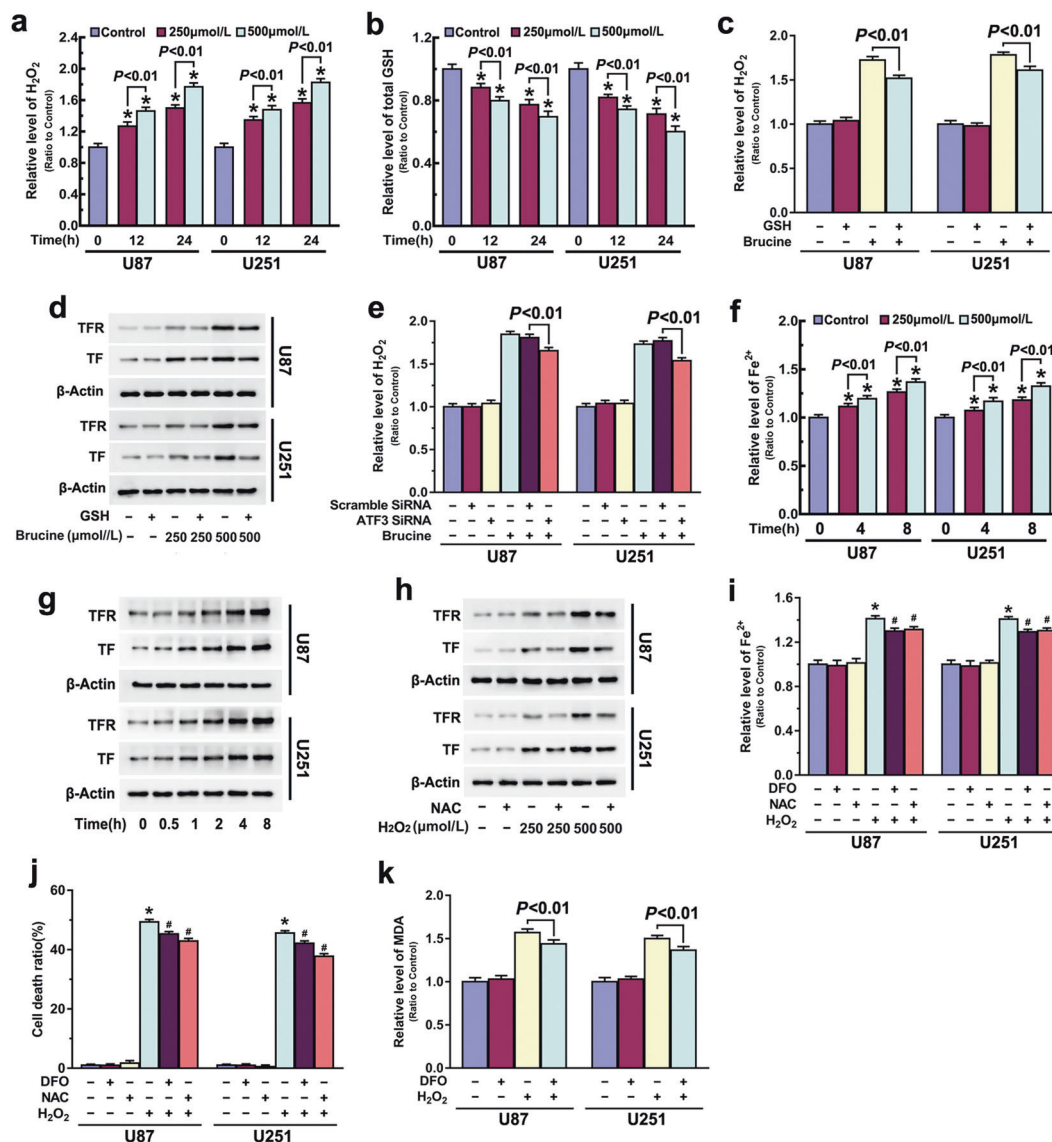 a
Control 250μmol/L 500μmol/L
Relative level of H2O2
(Ratio to Control)
2.4
2.0
1.6
1.2
0.8
0.4
0.0
P<0.01 P<0.01 P<0.01 P<0.01
* * * * * * * *
Time(h) 0 12 24 0 12 24
U87 U251
b
Control 250μmol/L 500μmol/L
Relative level of total GSH
(Ratio to Control)
1.2
1.0
0.8
0.6
0.4
0.2
0.0
P<0.01 P<0.01 P<0.01 P<0.01
* * * * * * * *
Time(h) 0 12 24 0 12 24
U87 U251
c
Relative level of H2O2
(Ratio to Control)
2.0
1.5
1.0
0.5
0.0
P<0.01 P<0.01
GSH – + – + – + – +
Brucine – – + + – – + +
U87 U251
d
TFR
TF
β-Actin
U87
TFR
TF
β-Actin
U251
GSH – + – + – +
Brucine (μmol//L) – – 250 250 500 500
e
Relative level of H2O2
(Ratio to Control)
2.0
1.5
1.0
0.5
0.0
P<0.01 P<0.01
Scramble SiRNA – + – – + – – + – – + –
ATF3 SiRNA – – + – – + – – + – – +
Brucine – – – + + + – – – + + +
U87 U251
f
Control 250μmol/L 500μmol/L
Relative level of Fe2+
(Ratio to Control)
2.0
1.5
1.0
0.5
0.0
P<0.01 P<0.01 P<0.01 P<0.01
* * * * * * * *
Time(h) 0 4 8 0 4 8
U87 U251
g
TFR
TF
β-Actin
U87
TFR
TF
β-Actin
U251
Time(h) 0 0.5 1 2 4 8
h
TFR
TF
β-Actin
U87
TFR
TF
β-Actin
U251
NAC – + – + – +
H2O2 (μmol/L) – – 250 250 500 500
i
Relative level of Fe2+
(Ratio to Control)
1.6
1.2
0.8
0.4
0.0
* # # * # #
DFO – + – – + – – + – – + –
NAC – – + – – + – – + – – +
H2O2 – – – + + + – – – + + +
U87 U251
j
Cell death ratio(%)
60
40
20
0
* # # * # #
DFO – + – – + – – + – – + –
NAC – – + – – + – – + – – +
H2O2 – – – + + + – – – + + +
U87 U251
k
Relative level of MDA
(Ratio to Control)
2.0
1.5
1.0
0.5
0.0
P<0.01 P<0.01
DFO – + – + – + – +
H2O2 – – + + – – + +
U87 U251